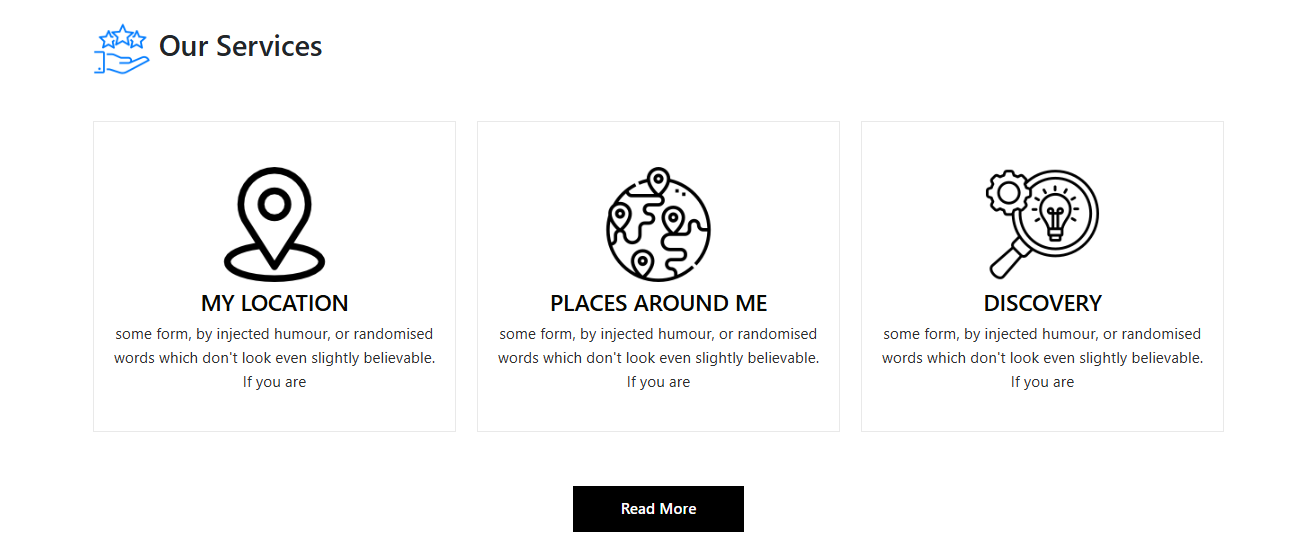 Our Services
MY LOCATION
some form, by injected humour, or randomised
words which don't look even slightly believable.
If you are
PLACES AROUND ME
some form, by injected humour, or randomised
words which don't look even slightly believable.
If you are
DISCOVERY
some form, by injected humour, or randomised
words which don't look even slightly believable.
If you are
Read More